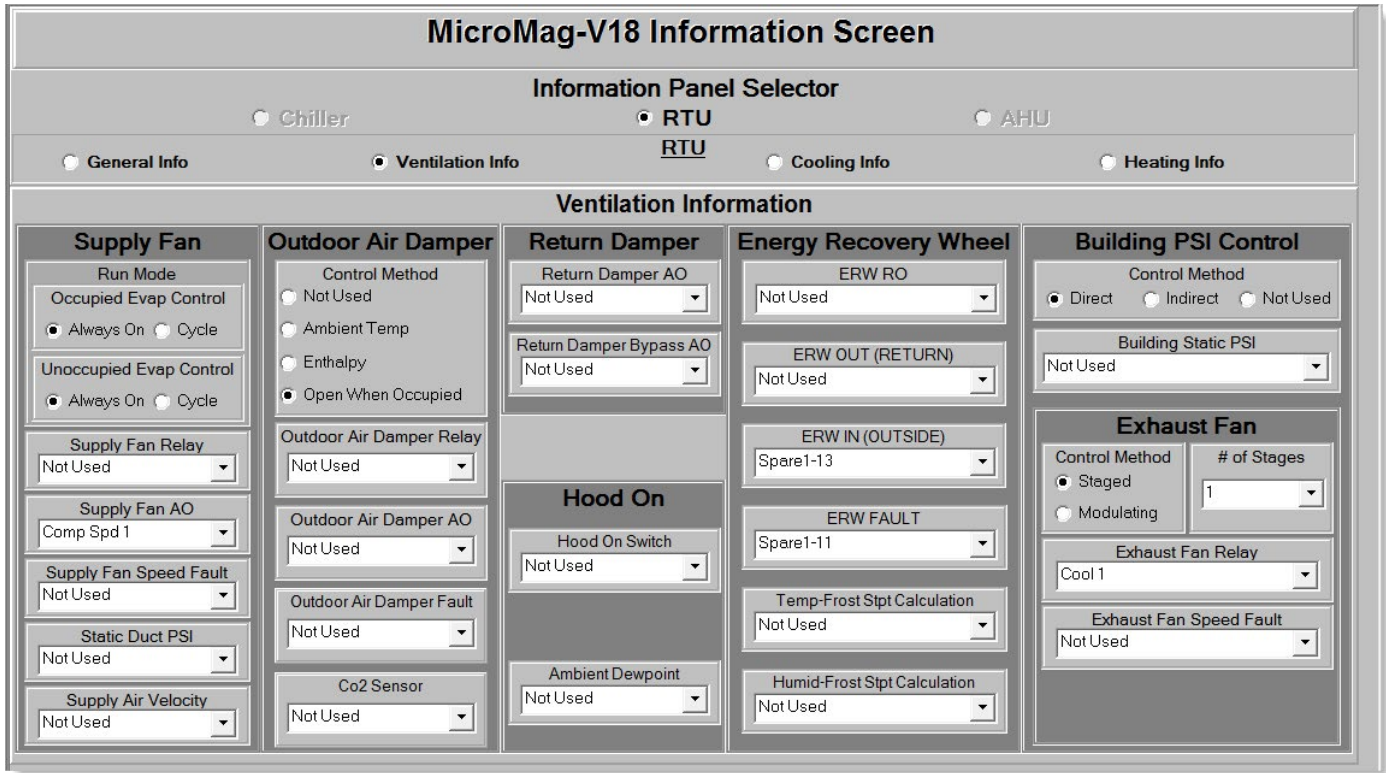 MicroMag-V18 Information Screen
Information Panel Selector
Chiller
RTU
AHU
RTU
General Info
Ventilation Info
Cooling Info
Heating Info
Ventilation Information
Supply Fan
Run Mode
Occupied Evap Control
Always On Cycle
Unoccupied Evap Control
Always On Cycle
Supply Fan Relay
Not Used
Supply Fan AO
Comp Spd 1
Supply Fan Speed Fault
Not Used
Static Duct PSI
Not Used
Supply Air Velocity
Not Used
Outdoor Air Damper
Control Method
Not Used
Ambient Temp
Enthalpy
Open When Occupied
Outdoor Air Damper Relay
Not Used
Outdoor Air Damper AO
Not Used
Outdoor Air Damper Fault
Not Used
Co2 Sensor
Not Used
Return Damper
Return Damper AO
Not Used
Return Damper Bypass AO
Not Used
Hood On
Hood On Switch
Not Used
Ambient Dewpoint
Not Used
Energy Recovery Wheel
ERW RO
Not Used
ERW OUT (RETURN)
Not Used
ERW IN (OUTSIDE)
Spare1-13
ERW FAULT
Spare1-11
Temp-Frost Stpt Calculation
Not Used
Humid-Frost Stpt Calculation
Not Used
Building PSI Control
Control Method
Direct Indirect Not Used
Building Static PSI
Not Used
Exhaust Fan
Control Method
Staged
Modulating
# of Stages
1
Exhaust Fan Relay
Cool 1
Exhaust Fan Speed Fault
Not Used